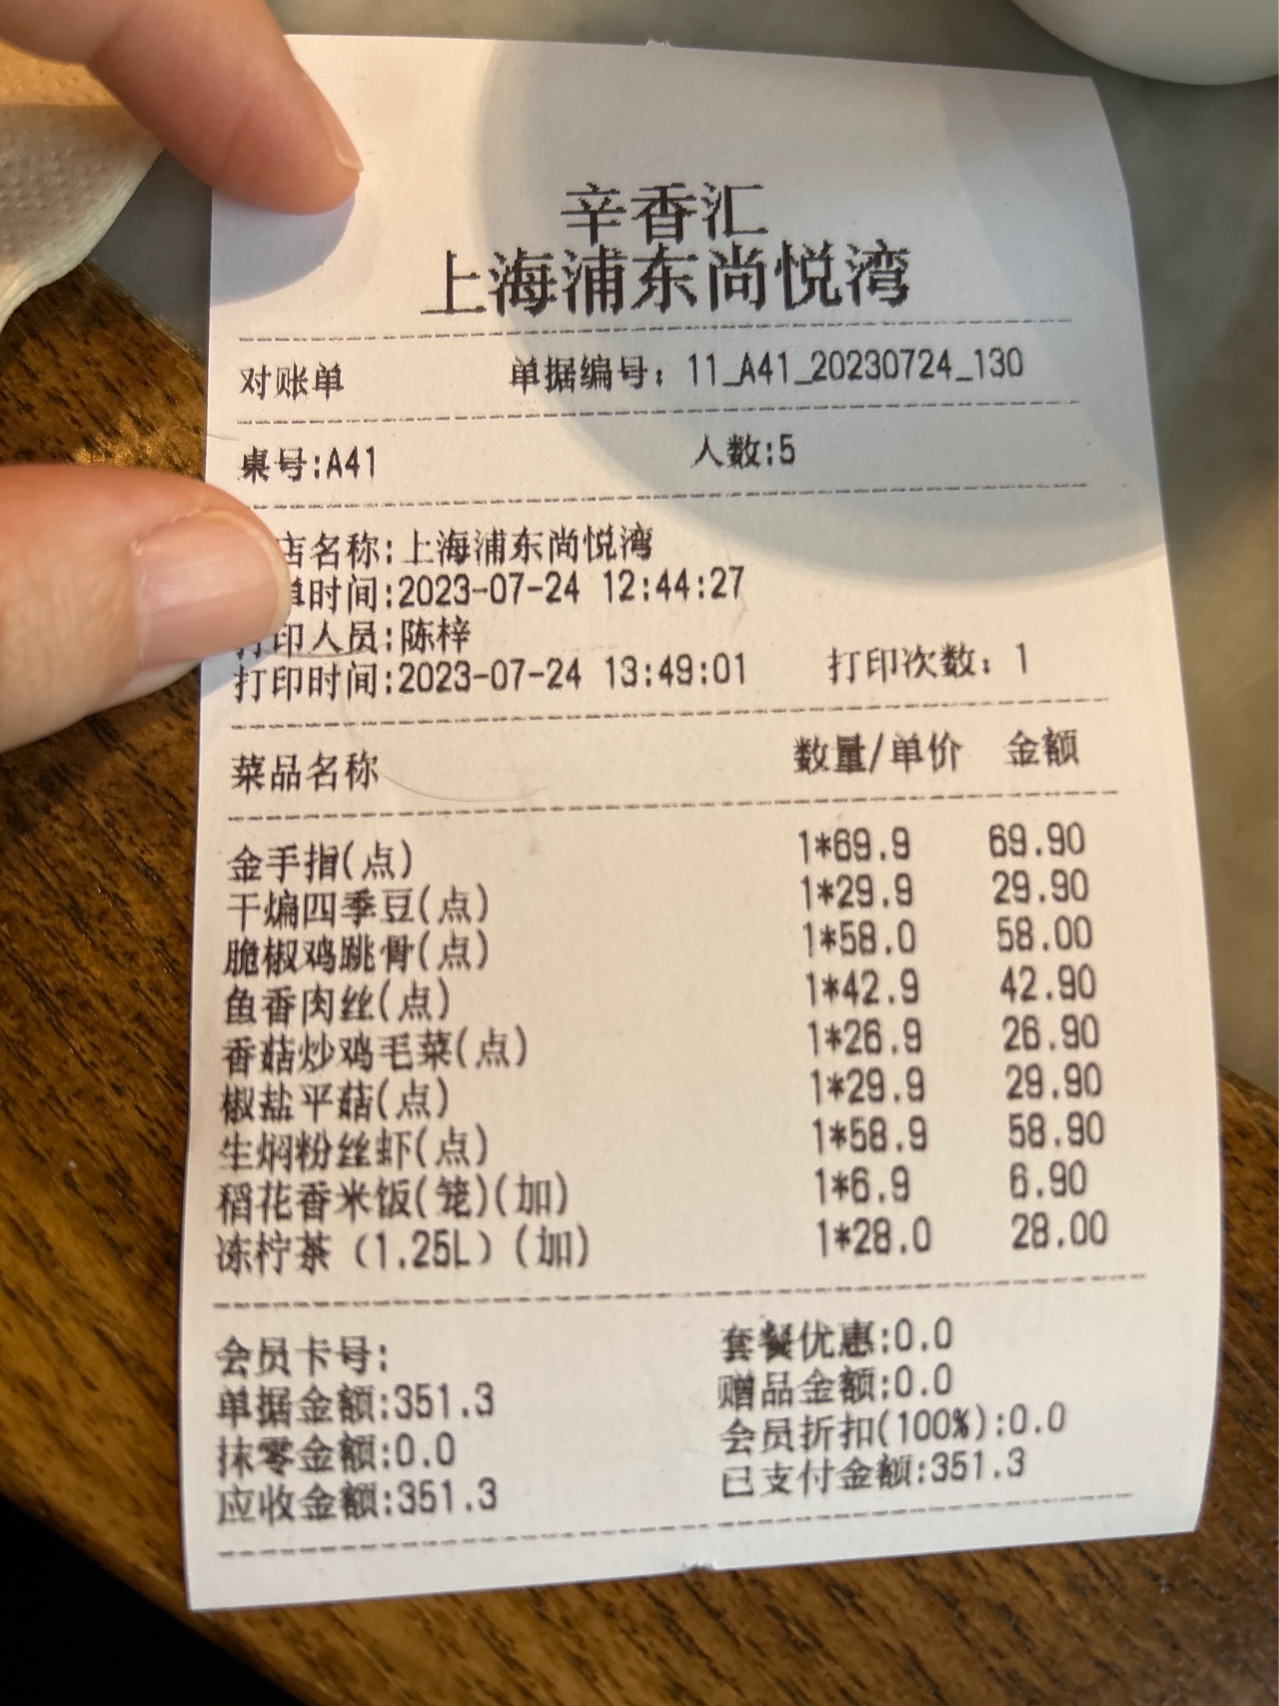 辛香汇
上海浦东尚悦湾
对账单 单据编号：11_A41_20230724_130
桌号:A41 人数:5
店名称:上海浦东尚悦湾
单时间:2023-07-24 12:44:27
打印人员:陈梓
打印时间:2023-07-24 13:49:01 打印次数：1
菜品名称 数量/单价 金额
金手指(点) 1*69.9 69.90
干煸四季豆(点) 1*29.9 29.90
脆椒鸡跳骨(点) 1*58.0 58.00
鱼香肉丝(点) 1*42.9 42.90
香菇炒鸡毛菜(点) 1*26.9 26.90
椒盐平菇(点) 1*29.9 29.90
生焖粉丝虾(点) 1*58.9 58.90
稻花香米饭(笼)(加) 1*6.9 6.90
冻柠茶（1.25L）(加) 1*28.0 28.00
会员卡号: 套餐优惠:0.0
单据金额:351.3 赠品金额:0.0
抹零金额:0.0 会员折扣(100%):0.0
应收金额:351.3 已支付金额:351.3